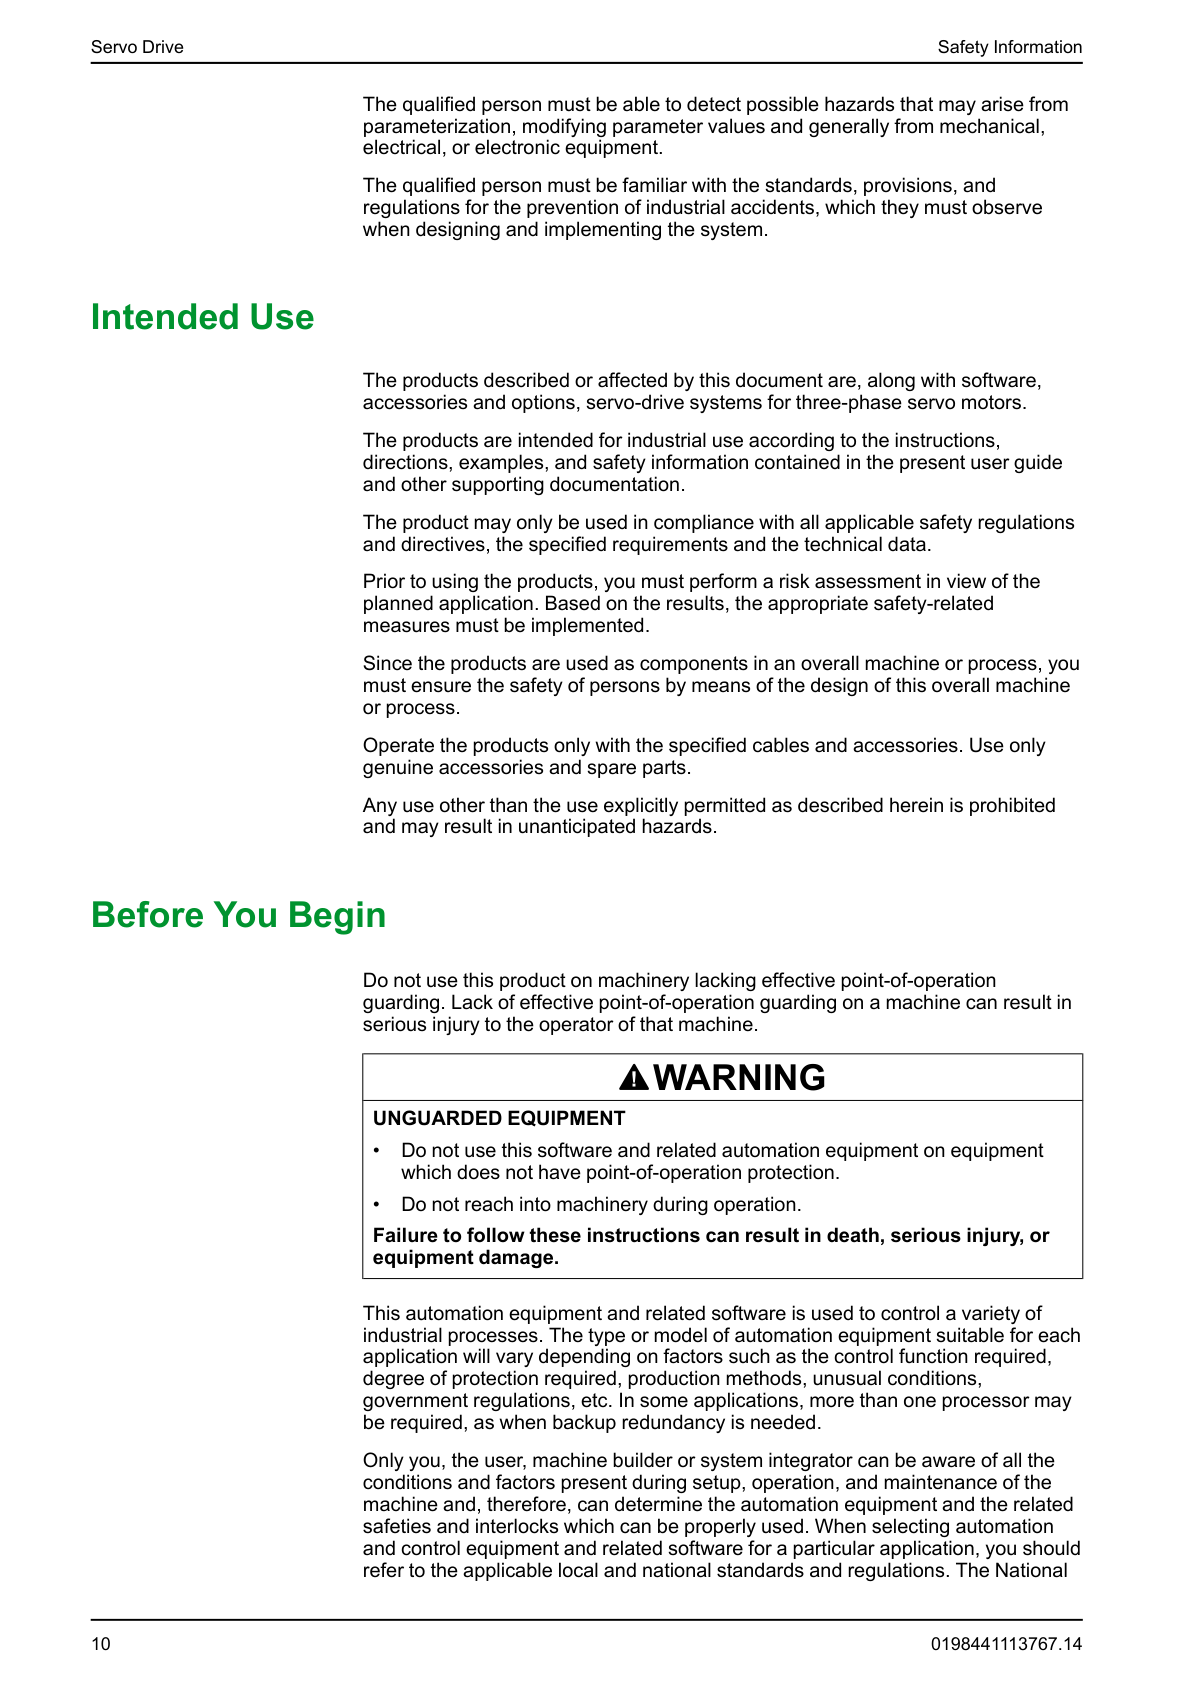 Servo Drive
Safety Information
The qualified person must be able to detect possible hazards that may arise from
parameterization, modifying parameter values and generally from mechanical,
electrical, or electronic equipment.
The qualified person must be familiar with the standards, provisions, and
regulations for the prevention of industrial accidents, which they must observe
when designing and implementing the system.
Intended Use
The products described or affected by this document are, along with software,
accessories and options, servo-drive systems for three-phase servo motors.
The products are intended for industrial use according to the instructions,
directions, examples, and safety information contained in the present user guide
and other supporting documentation.
The product may only be used in compliance with all applicable safety regulations
and directives, the specified requirements and the technical data.
Prior to using the products, you must perform a risk assessment in view of the
planned application. Based on the results, the appropriate safety-related
measures must be implemented.
Since the products are used as components in an overall machine or process, you
must ensure the safety of persons by means of the design of this overall machine
or process.
Operate the products only with the specified cables and accessories. Use only
genuine accessories and spare parts.
Any use other than the use explicitly permitted as described herein is prohibited
and may result in unanticipated hazards.
Before You Begin
Do not use this product on machinery lacking effective point-of-operation
guarding. Lack of effective point-of-operation guarding on a machine can result in
serious injury to the operator of that machine.
WARNING
UNGUARDED EQUIPMENT
• Do not use this software and related automation equipment on equipment
which does not have point-of-operation protection.
• Do not reach into machinery during operation.
Failure to follow these instructions can result in death, serious injury, or
equipment damage.
This automation equipment and related software is used to control a variety of
industrial processes. The type or model of automation equipment suitable for each
application will vary depending on factors such as the control function required,
degree of protection required, production methods, unusual conditions,
government regulations, etc. In some applications, more than one processor may
be required, as when backup redundancy is needed.
Only you, the user, machine builder or system integrator can be aware of all the
conditions and factors present during setup, operation, and maintenance of the
machine and, therefore, can determine the automation equipment and the related
safeties and interlocks which can be properly used. When selecting automation
and control equipment and related software for a particular application, you should
refer to the applicable local and national standards and regulations. The National
10
0198441113767.14